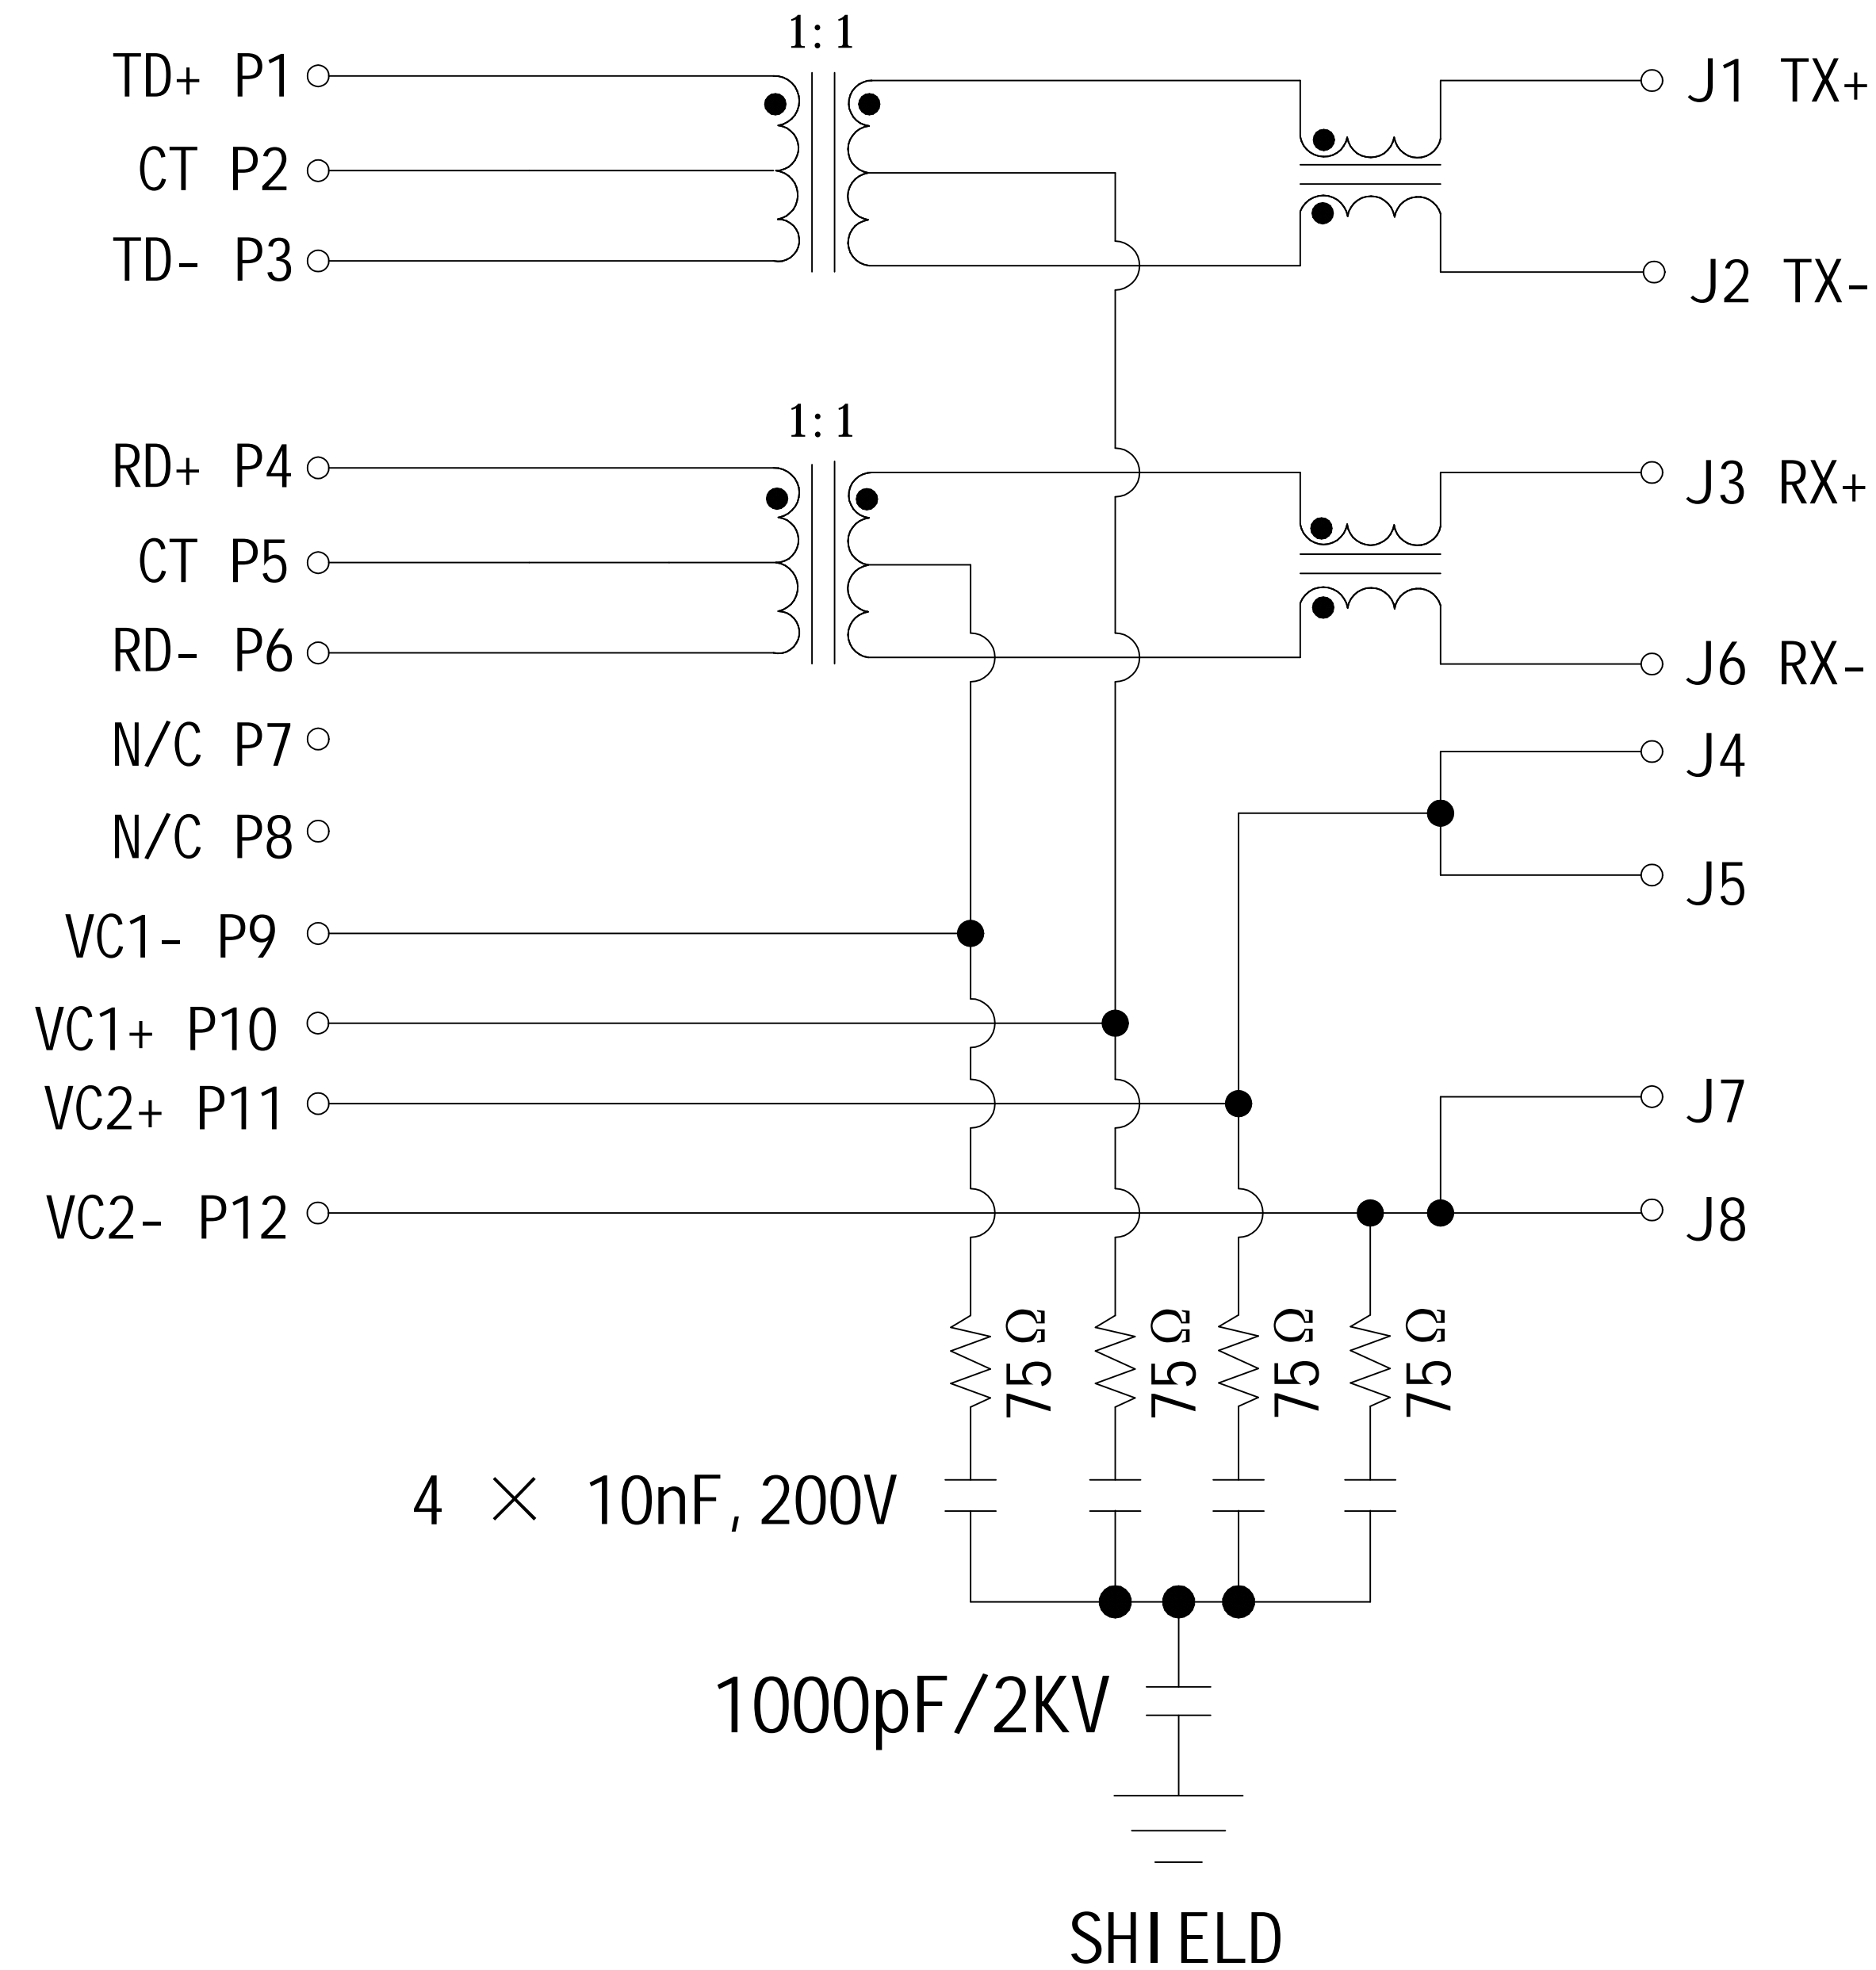 1:1
TD+ P1
J1 TX+
CT P2
TD- P3
J2 TX-
1:1
RD+ P4
J3 RX+
CT P5
RD- P6
J6 RX-
N/C P7
J4
N/C P8
J5
VC1- P9
VC1+ P10
VC2+ P11
J7
VC2- P12
J8
75Ω
75Ω
75Ω
75Ω
4 × 10nF, 200V
1000pF/2KV
SHIELD